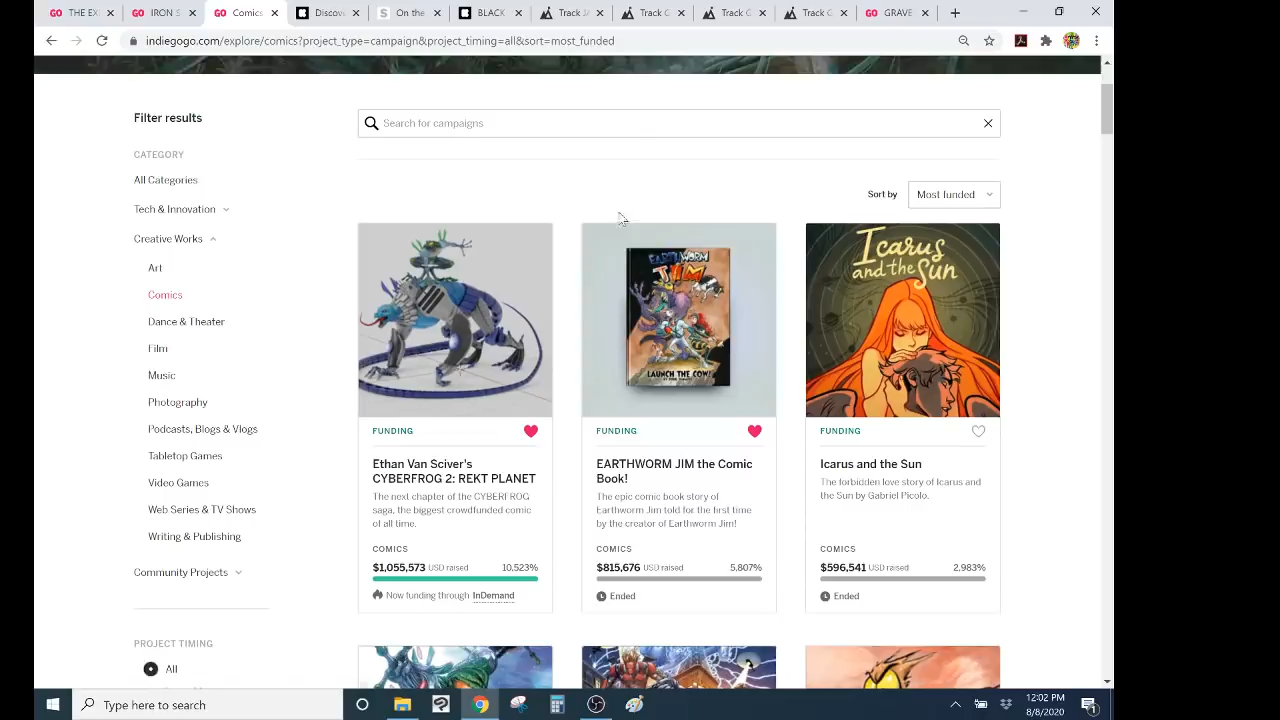 GO THE EX
GO IRON S
GO Comics
Discov
S On the
BLACK
Track J
Track G
Track G
Track G
GO GRAVE
indiegogo.com/explore/comics?project_type=campaign&project_timing=all&sort=most_funded
Filter results
CATEGORY
All Categories
Tech & Innovation
Creative Works
Art
Comics
Dance & Theater
Film
Music
Photography
Podcasts, Blogs & Vlogs
Tabletop Games
Video Games
Web Series & TV Shows
Writing & Publishing
Community Projects
PROJECT TIMING
All
Search for campaigns
Sort by
Most funded
FUNDING
Ethan Van Sciver's
CYBERFROG 2: REKT PLANET
The next chapter of the CYBERFROG
saga, the biggest crowdfunded comic
of all time.
COMICS
$1,055,573 USD raised 10,523%
Now funding through InDemand
EARTHWORM
JIM
LAUNCH THE COW!
FUNDING
EARTHWORM JIM the Comic
Book!
The epic comic book story of
Earthworm Jim told for the first time
by the creator of Earthworm Jim!
COMICS
$815,676 USD raised 5,807%
Ended
Icarus
and the Sun
FUNDING
Icarus and the Sun
The forbidden love story of Icarus and
the Sun by Gabriel Picolo.
COMICS
$596,541 USD raised 2,983%
Ended
Type here to search
12:02 PM
8/8/2020
1